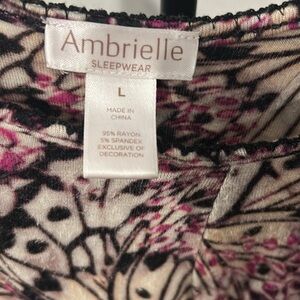 Ambrielle
SLEEPWEAR
L
MADE IN
CHINA
95% RAYON
5% SPANDEX
EXCLUSIVE OF
DECORATION